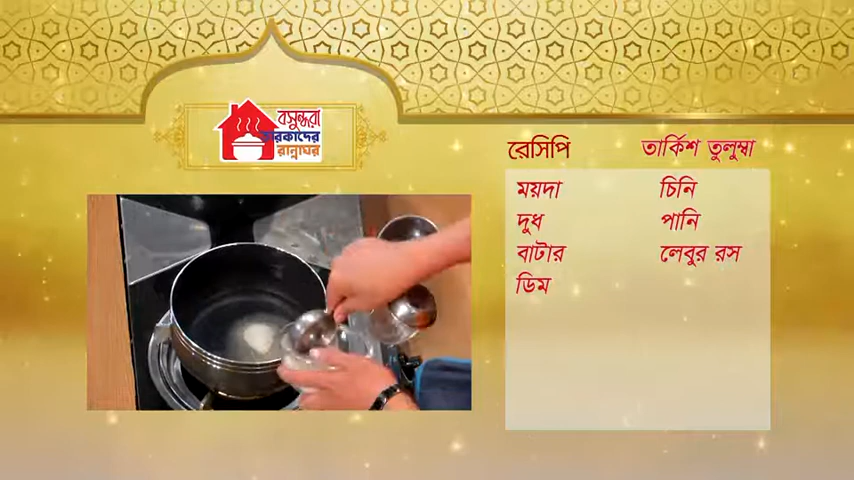 বসুন্ধরা
তারকাদের
রান্নাঘর
রেসিপি তার্কিশ তুলুম্বা
ময়দা চিনি
দুধ পানি
বাটার লেবুর রস
ডিম